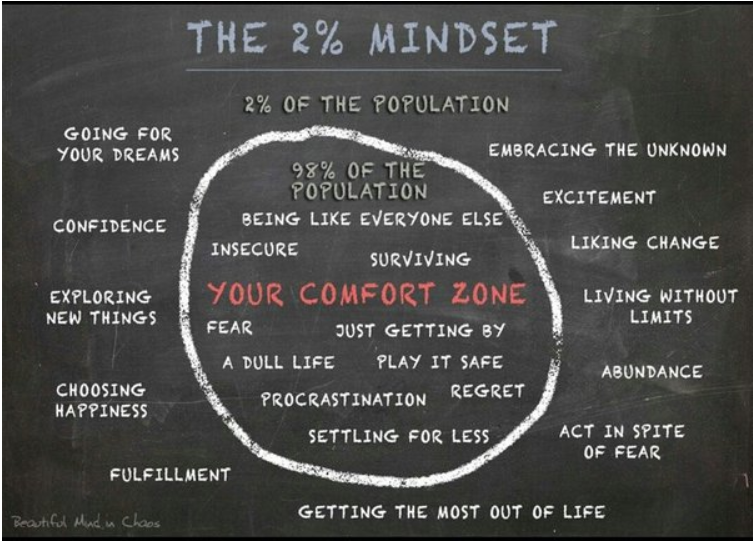 THE 2% MINDSET
2% OF THE POPULATION
GOING FOR
YOUR DREAMS
EMBRACING THE UNKNOWN
98% OF THE
POPULATION
EXCITEMENT
CONFIDENCE
BEING LIKE EVERYONE ELSE
LIKING CHANGE
INSECURE
SURVIVING
YOUR COMFORT ZONE
EXPLORING
NEW THINGS
LIVING WITHOUT
LIMITS
FEAR
JUST GETTING BY
A DULL LIFE
PLAY IT SAFE
ABUNDANCE
CHOOSING
HAPPINESS
PROCRASTINATION
REGRET
SETTLING FOR LESS
ACT IN SPITE
OF FEAR
FULFILLMENT
GETTING THE MOST OUT OF LIFE
Beautiful Mind in Chaos